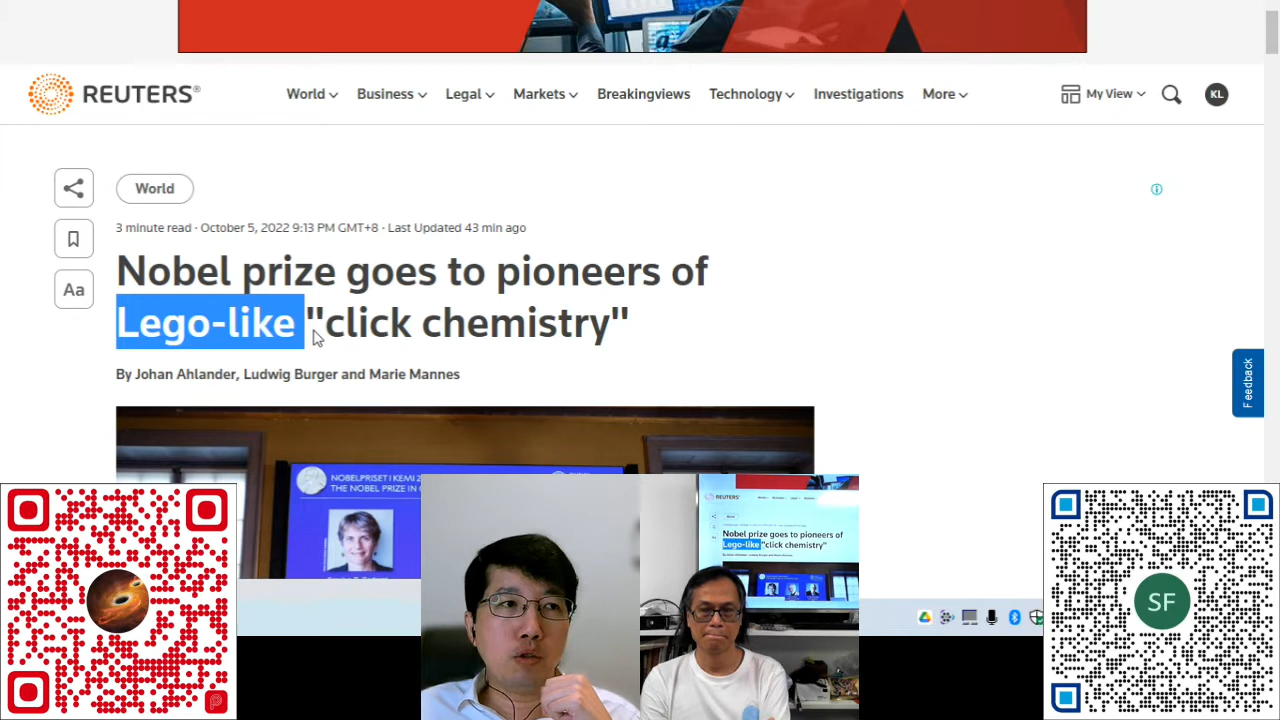 REUTERS®
World Business Legal Markets Breakingviews Technology Investigations More My View KL
World
3 minute read · October 5, 2022 9:13 PM GMT+8 · Last Updated 43 min ago
Nobel prize goes to pioneers of
Lego-like "click chemistry"
Aa
By Johan Ahlander, Ludwig Burger and Marie Mannes
Feedback
NOBELPRISET I KEMI
THE NOBEL PRIZE IN
REUTERS
Nobel prize goes to pioneers of
Lego-like "click chemistry"
SF